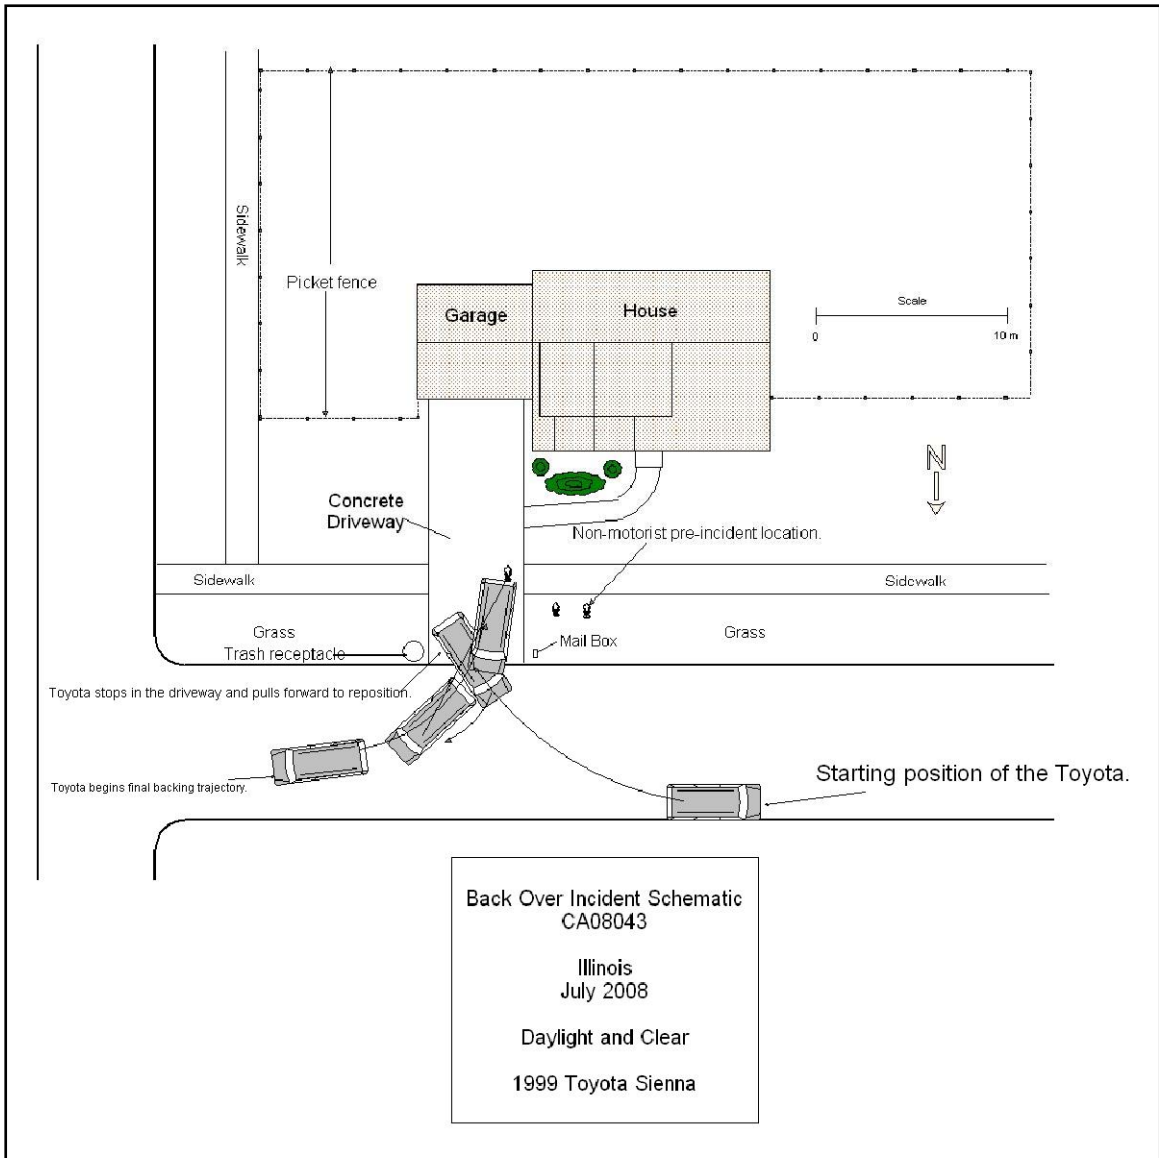 Sidewalk
Picket fence
Garage
House
Scale
0
10 m
N
Concrete
Driveway
Non-motorist pre-incident location.
Sidewalk
Sidewalk
Grass
Grass
Trash receptacle
Mail Box
Toyota stops in the driveway and pulls forward to reposition.
Toyota begins final backing trajectory.
Starting position of the Toyota.
Back Over Incident Schematic
CA08043
Illinois
July 2008
Daylight and Clear
1999 Toyota Sienna